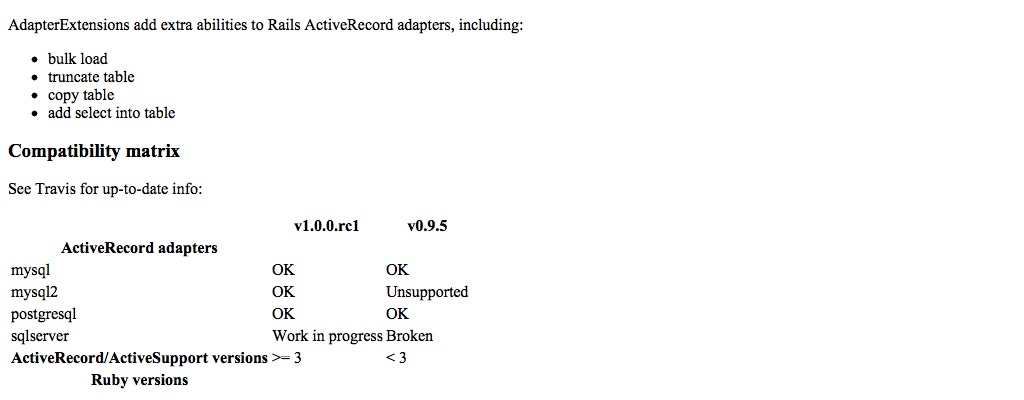 AdapterExtensions add extra abilities to Rails ActiveRecord adapters, including:
• bulk load
• truncate table
• copy table
• add select into table
Compatibility matrix
See Travis for up-to-date info:
v1.0.0.rc1 v0.9.5
ActiveRecord adapters
mysql OK OK
mysql2 OK Unsupported
postgresql OK OK
sqlserver Work in progress Broken
ActiveRecord/ActiveSupport versions >= 3 < 3
Ruby versions